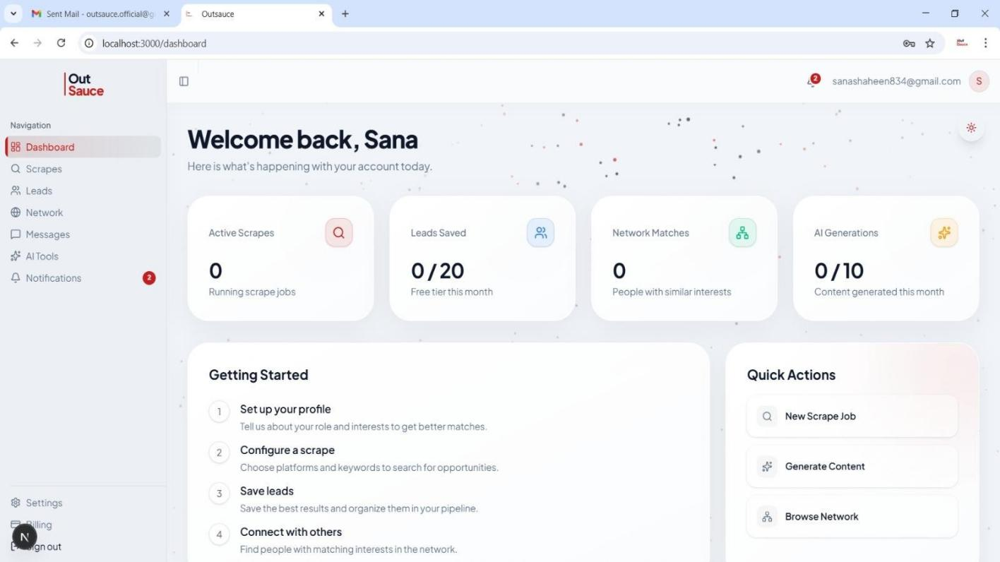 Sent Mail - outsauce.official@g
Outsauce
localhost:3000/dashboard
Out
Sauce
2
sanashaheen834@gmail.com
S
Navigation
Dashboard
Scrapes
Leads
Network
Messages
AI Tools
Notifications
2
Welcome back, Sana
Here is what's happening with your account today.
Active Scrapes
0
Running scrape jobs
Leads Saved
0 / 20
Free tier this month
Network Matches
0
People with similar interests
AI Generations
0 / 10
Content generated this month
Getting Started
1
Set up your profile
Tell us about your role and interests to get better matches.
2
Configure a scrape
Choose platforms and keywords to search for opportunities.
3
Save leads
Save the best results and organize them in your pipeline.
4
Connect with others
Find people with matching interests in the network.
Quick Actions
New Scrape Job
Generate Content
Browse Network
Settings
Billing
N
ign out